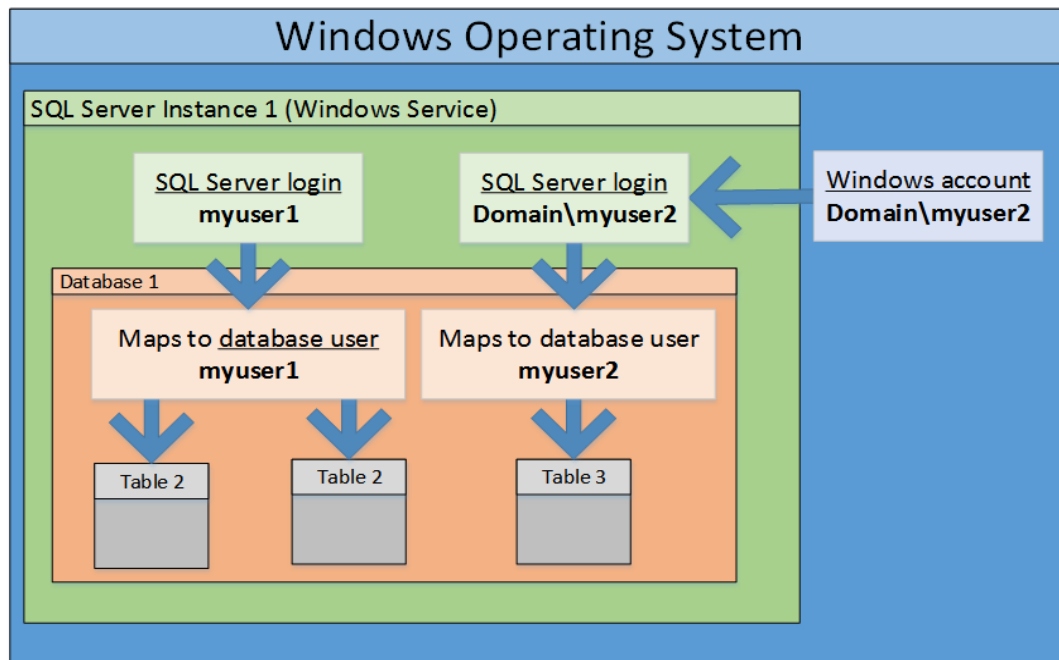 Windows Operating System
SQL Server Instance 1 (Windows Service)
SQL Server login
myuser1
SQL Server login
Domain\myuser2
Windows account
Domain\myuser2
Database 1
Maps to database user
myuser1
Maps to database user
myuser2
Table 2
Table 2
Table 3